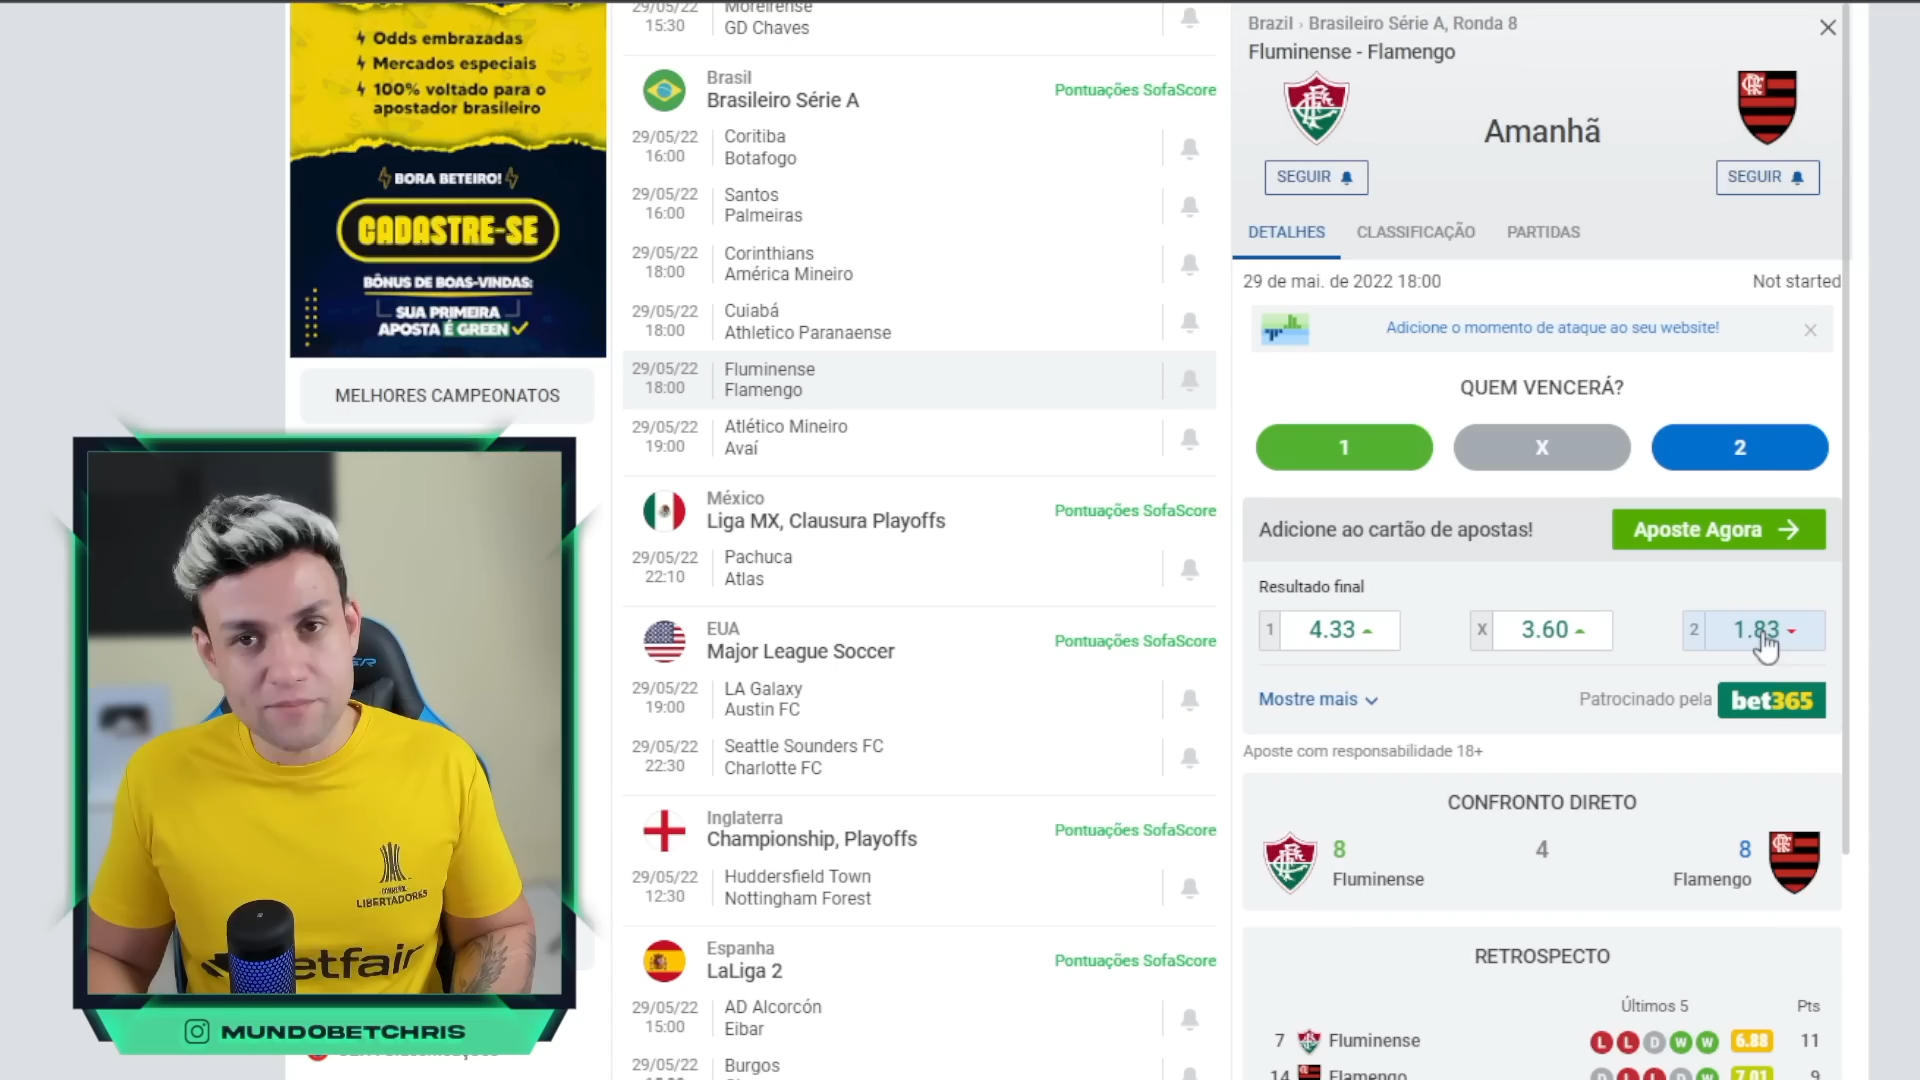 Odds embrazadas
Mercados especiais
100% voltado para o
apostador brasileiro
BORA BETEIRO!
CADASTRE-SE
BÔNUS DE BOAS-VINDAS:
SUA PRIMEIRA
APOSTA É GREEN
MELHORES CAMPEONATOS
LIBERTADORES
etfair
MUNDOBETCHRIS
29/05/22
15:30
Moreirense
GD Chaves
Brasil
Brasileiro Série A
Pontuações SofaScore
29/05/22
16:00
Coritiba
Botafogo
29/05/22
16:00
Santos
Palmeiras
29/05/22
18:00
Corinthians
América Mineiro
29/05/22
18:00
Cuiabá
Athletico Paranaense
29/05/22
18:00
Fluminense
Flamengo
29/05/22
19:00
Atlético Mineiro
Avaí
México
Liga MX, Clausura Playoffs
Pontuações SofaScore
29/05/22
22:10
Pachuca
Atlas
EUA
Major League Soccer
Pontuações SofaScore
29/05/22
19:00
LA Galaxy
Austin FC
29/05/22
22:30
Seattle Sounders FC
Charlotte FC
Inglaterra
Championship, Playoffs
Pontuações SofaScore
29/05/22
12:30
Huddersfield Town
Nottingham Forest
Espanha
LaLiga 2
Pontuações SofaScore
29/05/22
15:00
AD Alcorcón
Eibar
29/05/22
Burgos
Brazil › Brasileiro Série A, Ronda 8
Fluminense - Flamengo
Amanhã
SEGUIR
SEGUIR
DETALHES CLASSIFICAÇÃO PARTIDAS
29 de mai. de 2022 18:00 Not started
Adicione o momento de ataque ao seu website!
QUEM VENCERÁ?
1 X 2
Adicione ao cartão de apostas! Aposte Agora
Resultado final
1 4.33 X 3.60 2 1.83
Mostre mais Patrocinado pela bet365
Aposte com responsabilidade 18+
CONFRONTO DIRETO
8 4 8
Fluminense Flamengo
RETROSPECTO
Últimos 5 Pts
7 Fluminense L L D W W 6.88 11
14 Flamengo D L L D W 7.01 9